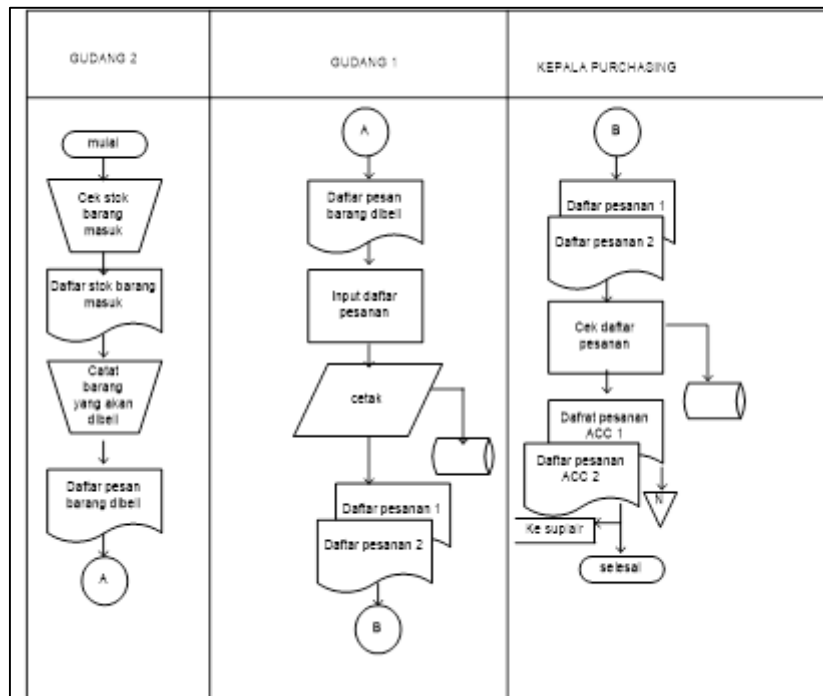 GUDANG 2
GUDANG 1
KEPALA PURCHASING
mulai
Cek stok
barang
masuk
Daftar stok barang
masuk
Catat
barang
yang akan
dibeli
Daftar pesan
barang dibeli
A
A
Daftar pesan
barang dibeli
Input daftar
pesanan
cetak
Daftar pesanan 1
Daftar pesanan 2
B
B
Daftar pesanan 1
Daftar pesanan 2
Cek daftar
pesanan
Dafrat pesanan
ACC 1
Daftar pesanan
ACC 2
N
Ke suplair
selesai